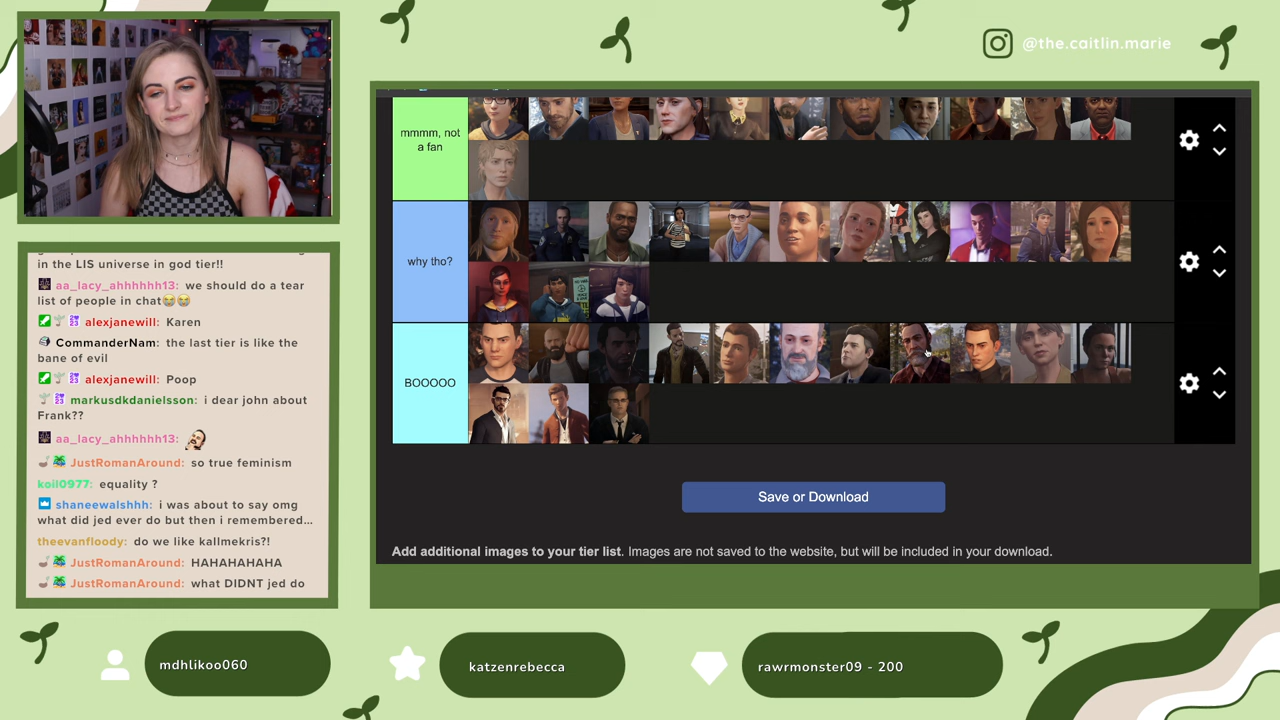 @the.caitlin.marie
in the LIS universe in god tier!!
aa_lacy_ahhhhhh13: we should do a tear
list of people in chat😂😂
alexjanewill: Karen
CommanderNam: the last tier is like the
bane of evil
alexjanewill: Poop
markusdkdanielsson: i dear john about
Frank??
aa_lacy_ahhhhhh13:
JustRomanAround: so true feminism
koil0977: equality ?
shaneewalshhh: i was about to say omg
what did jed ever do but then i remembered...
theevanfloody: do we like kallmekris?!
JustRomanAround: HAHAHAHAHA
JustRomanAround: what DIDNT jed do
mmmm, not
a fan
why tho?
BOOOOO
Save or Download
Add additional images to your tier list. Images are not saved to the website, but will be included in your download.
mdhlikoo060
katzenrebecca
rawrmonster09 - 200